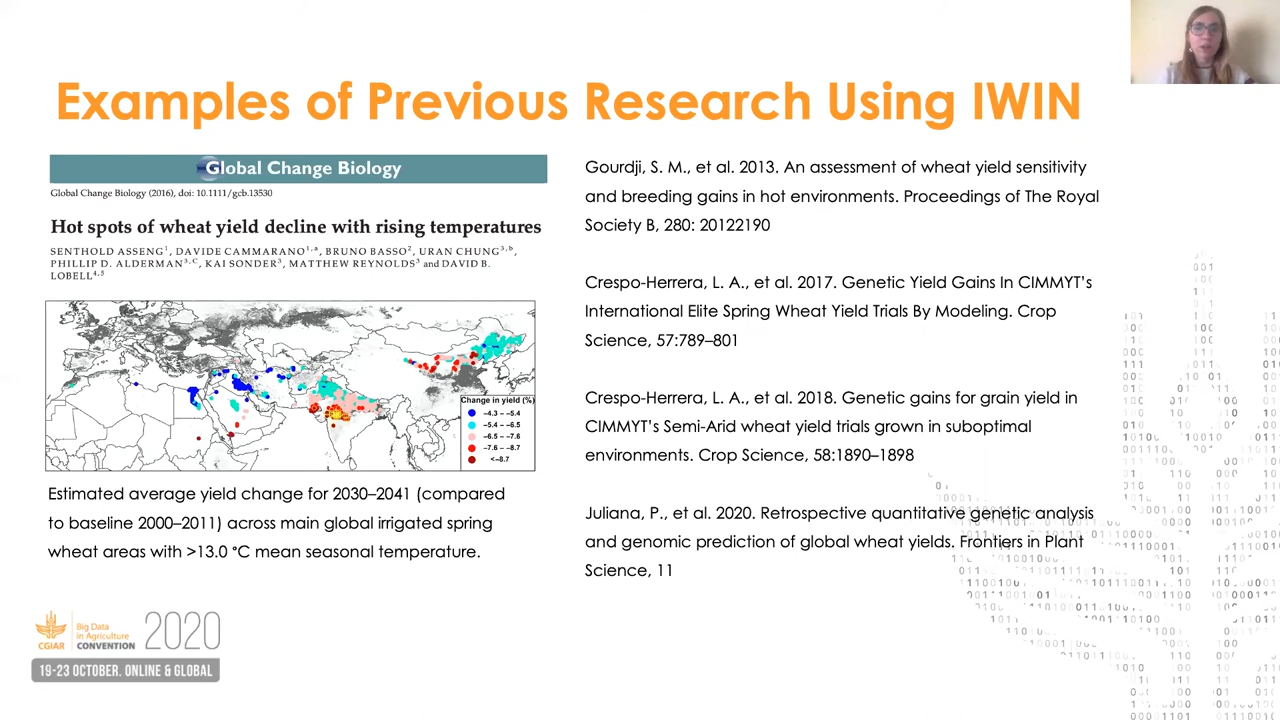 Examples of Previous Research Using IWIN
Global Change Biology
Global Change Biology (2016), doi: 10.1111/gcb.13530
Hot spots of wheat yield decline with rising temperatures
SENTHOLD ASSENG¹, DAVIDE CAMMARANO¹,ᵃ, BRUNO BASSO², URAN CHUNG³,ᵇ,
PHILLIP D. ALDERMAN³,ᶜ, KAI SONDER³, MATTHEW REYNOLDS³ and DAVID B.
LOBELL⁴,⁵
Change in yield (%)
−4.3 – −5.4
−5.4 – −6.5
−6.5 – −7.6
−7.6 – −8.7
<−8.7
Estimated average yield change for 2030–2041 (compared
to baseline 2000–2011) across main global irrigated spring
wheat areas with >13.0 °C mean seasonal temperature.
Gourdji, S. M., et al. 2013. An assessment of wheat yield sensitivity
and breeding gains in hot environments. Proceedings of The Royal
Society B, 280: 20122190
Crespo-Herrera, L. A., et al. 2017. Genetic Yield Gains In CIMMYT’s
International Elite Spring Wheat Yield Trials By Modeling. Crop
Science, 57:789–801
Crespo-Herrera, L. A., et al. 2018. Genetic gains for grain yield in
CIMMYT’s Semi-Arid wheat yield trials grown in suboptimal
environments. Crop Science, 58:1890–1898
Juliana, P., et al. 2020. Retrospective quantitative genetic analysis
and genomic prediction of global wheat yields. Frontiers in Plant
Science, 11
CGIAR
Big Data
in Agriculture
CONVENTION
2020
19-23 OCTOBER. ONLINE & GLOBAL